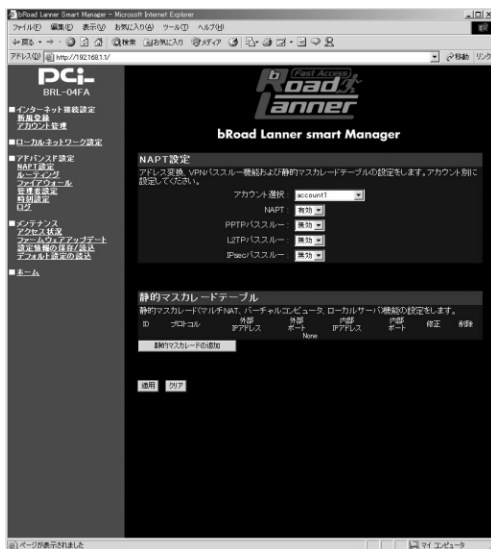 bRoad Lanner Smart Manager - Microsoft Internet Explorer
ファイル(F) 編集(E) 表示(V) お気に入り(A) ツール(T) ヘルプ(H)
戻る 検索 お気に入り メディア
アドレス(D) http://192.168.1.1/ 移動 リンク
PCi
BRL-04FA
■インターネット接続設定
新規登録
アカウント管理
■ローカルネットワーク設定
■アドバンスド設定
NAPT設定
ルーティング
ファイアウォール
管理者設定
時刻設定
ログ
■メンテナンス
アクセス状況
ファームウェアアップデート
設定情報の保存/読込
デフォルト設定の読込
■ホーム
b Road Lanner
(Fast Access)
bRoad Lanner smart Manager
NAPT設定
アドレス変換、VPNパススルー機能および静的マスカレードテーブルの設定をします。アカウント別に
設定してください。
アカウント選択: account1
NAPT: 有効
PPTPパススルー: 無効
L2TPパススルー: 無効
IPsecパススルー: 無効
静的マスカレードテーブル
静的マスカレード(マルチNAT、バーチャルコンピュータ、ローカルサーバ)機能の設定をします。
ID プロトコル 外部IPアドレス 外部ポート 内部IPアドレス 内部ポート 修正 削除
None
静的マスカレードの追加
適用 クリア
ページが表示されました マイ コンピュータ